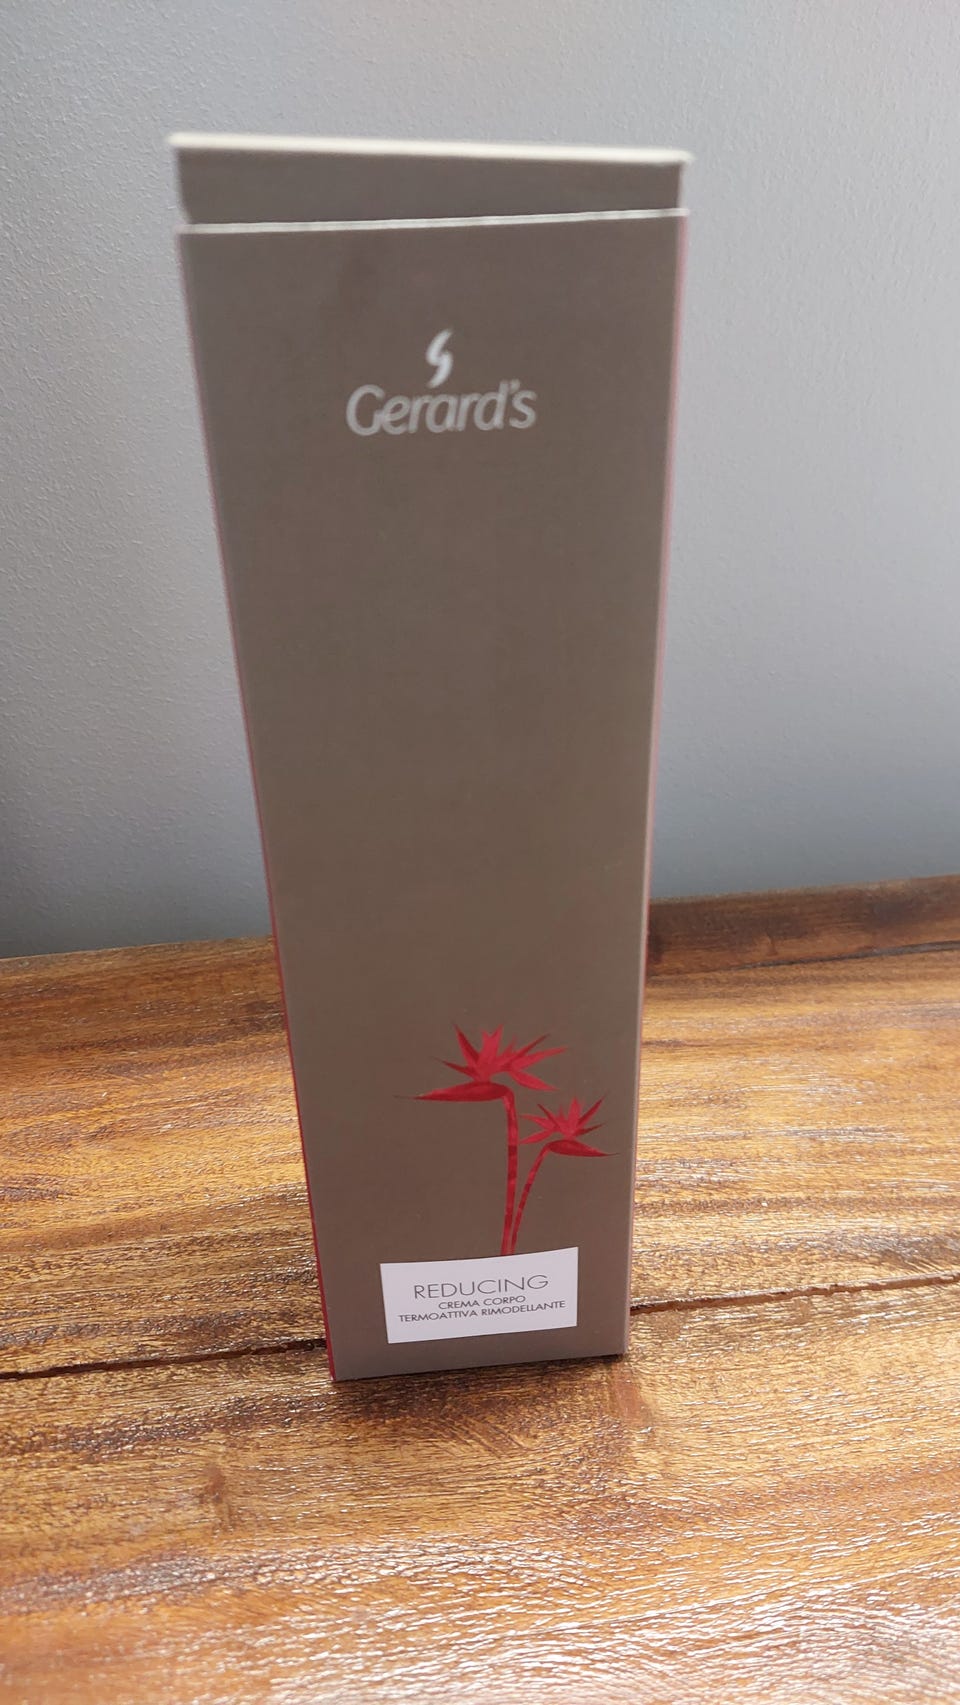 Gerard's
REDUCING
CREMA CORPO
TERMOATTIVA RIMODELLANTE